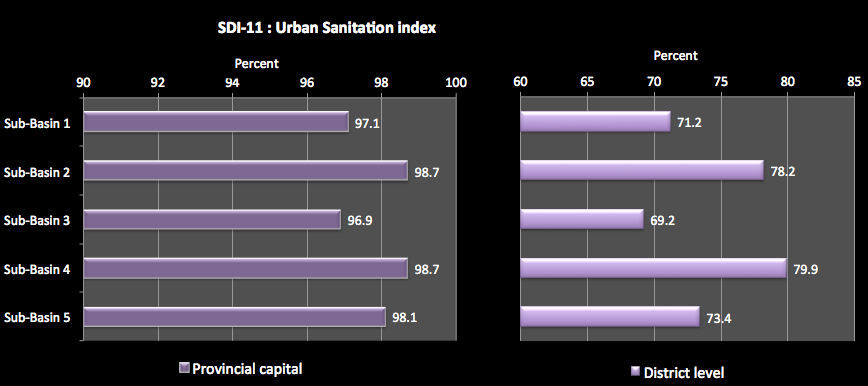 SDI-11 : Urban Sanitation index
Percent
90 92 94 96 98 100
Sub-Basin 1 97.1
Sub-Basin 2 98.7
Sub-Basin 3 96.9
Sub-Basin 4 98.7
Sub-Basin 5 98.1
Provincial capital
Percent
60 65 70 75 80 85
71.2
78.2
69.2
79.9
73.4
District level